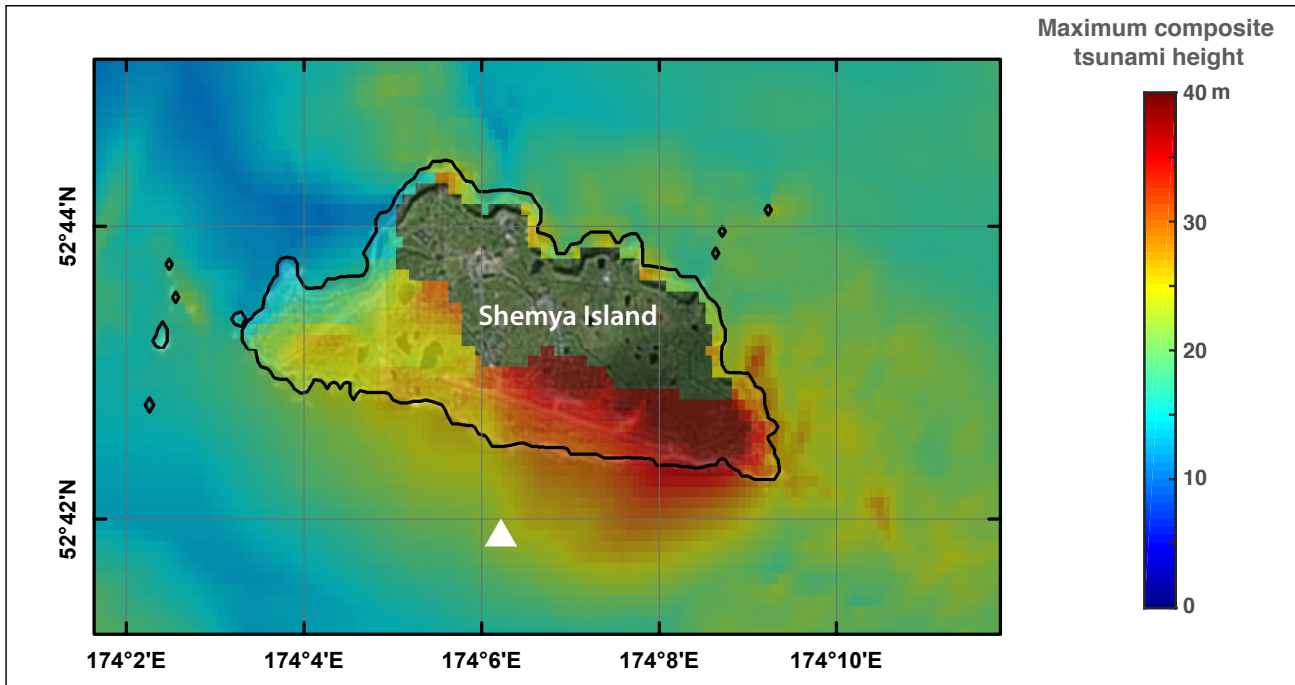 Maximum composite
tsunami height
40 m
30
20
10
0
52°44'N
52°42'N
Shemya Island
174°2'E
174°4'E
174°6'E
174°8'E
174°10'E